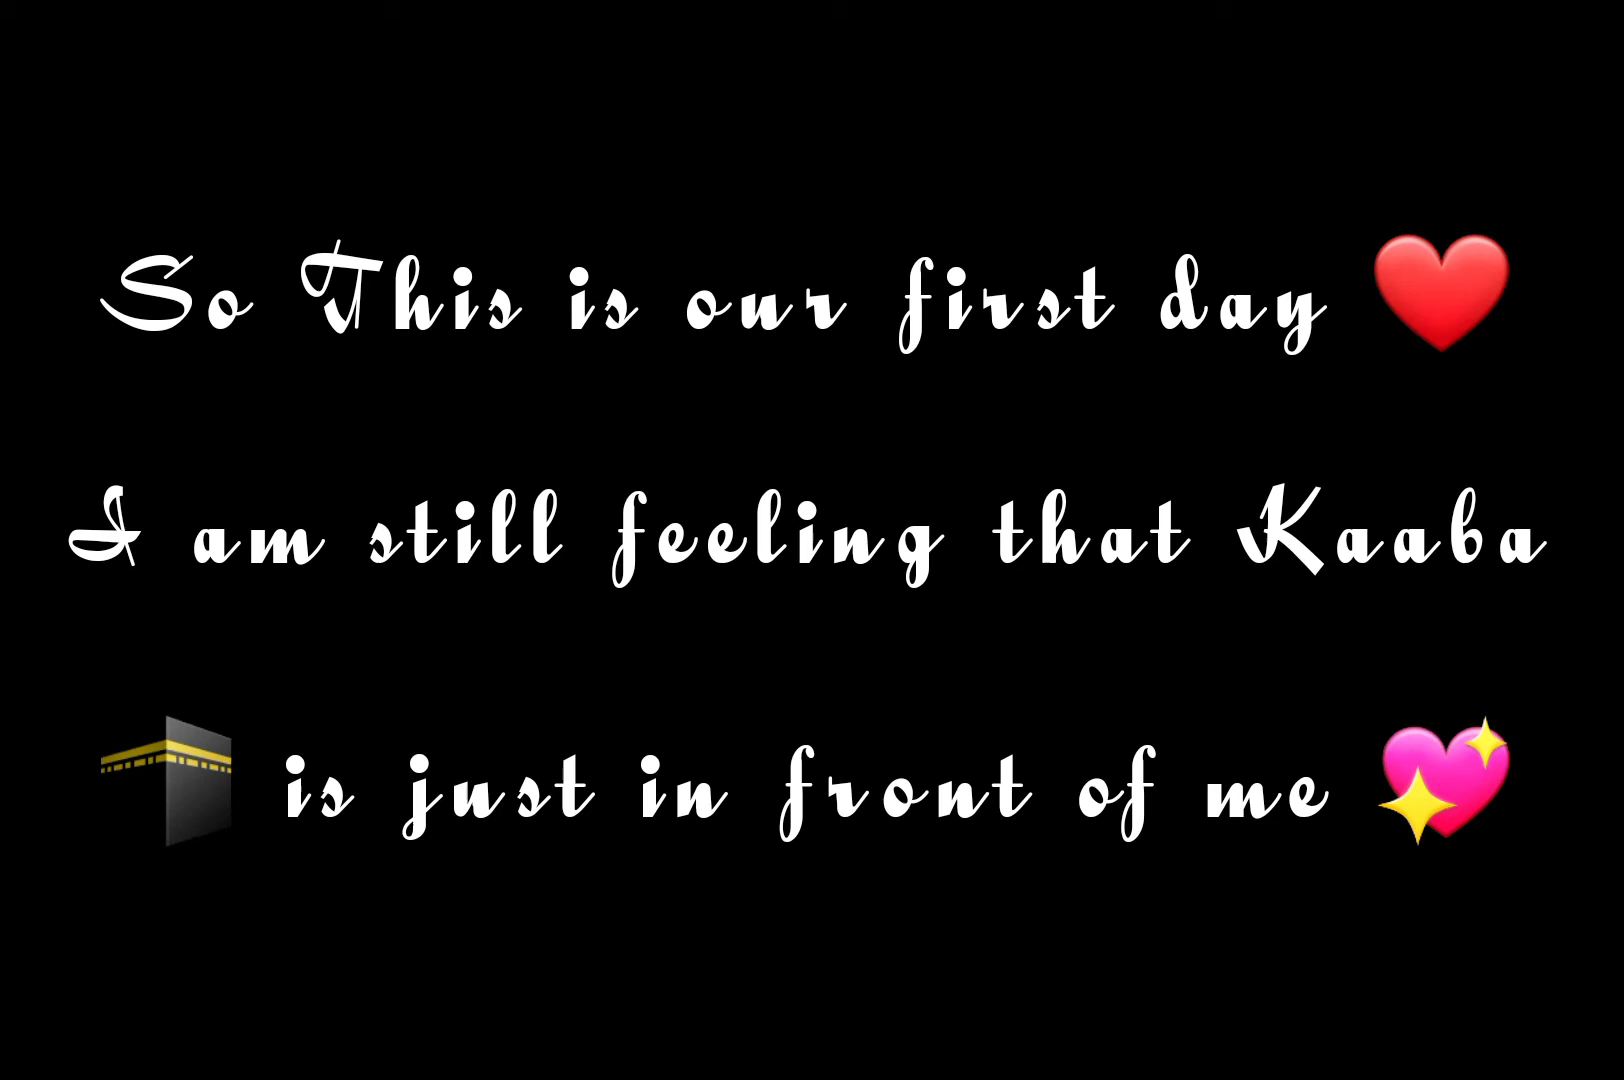 So This is our first day ❤️
I am still feeling that Kaaba
🕋 is just in front of me 💖